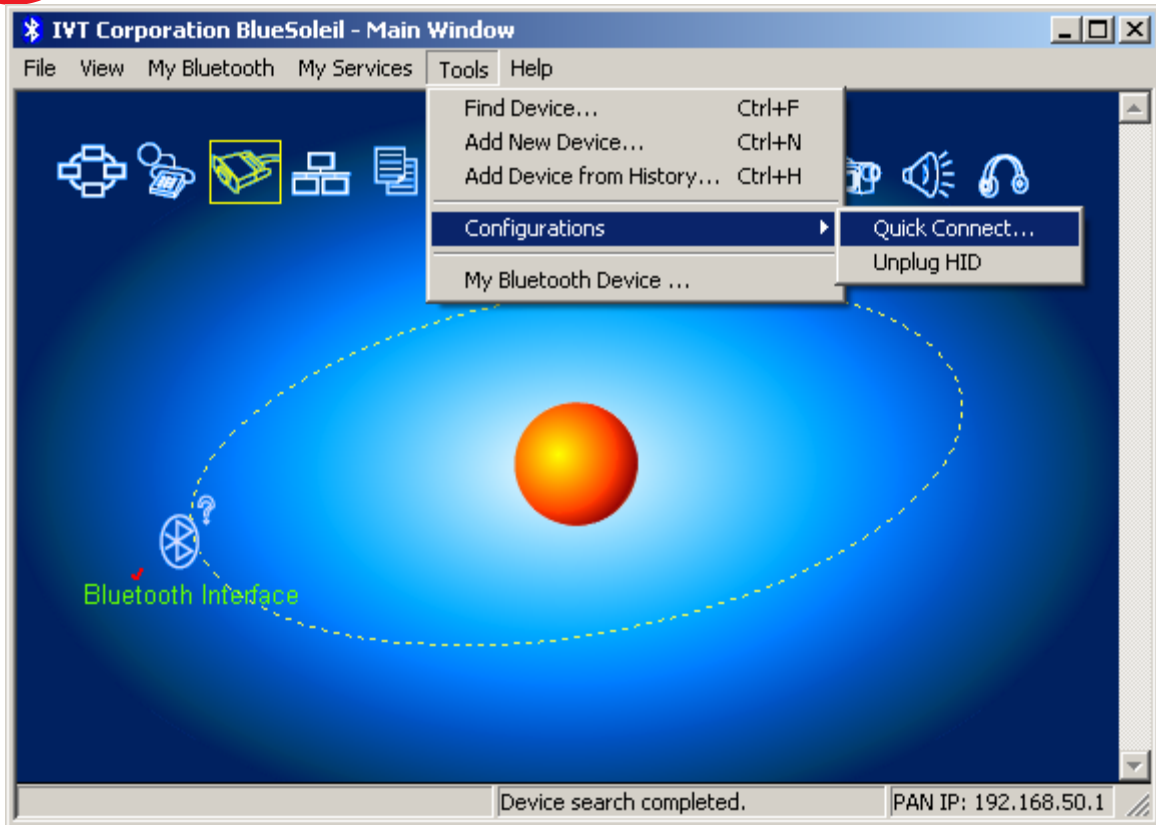 IVT Corporation BlueSoleil - Main Window
File View My Bluetooth My Services Tools Help
Find Device... Ctrl+F
Add New Device... Ctrl+N
Add Device from History... Ctrl+H
Configurations
Quick Connect...
Unplug HID
My Bluetooth Device ...
Bluetooth Interface
Device search completed. PAN IP: 192.168.50.1